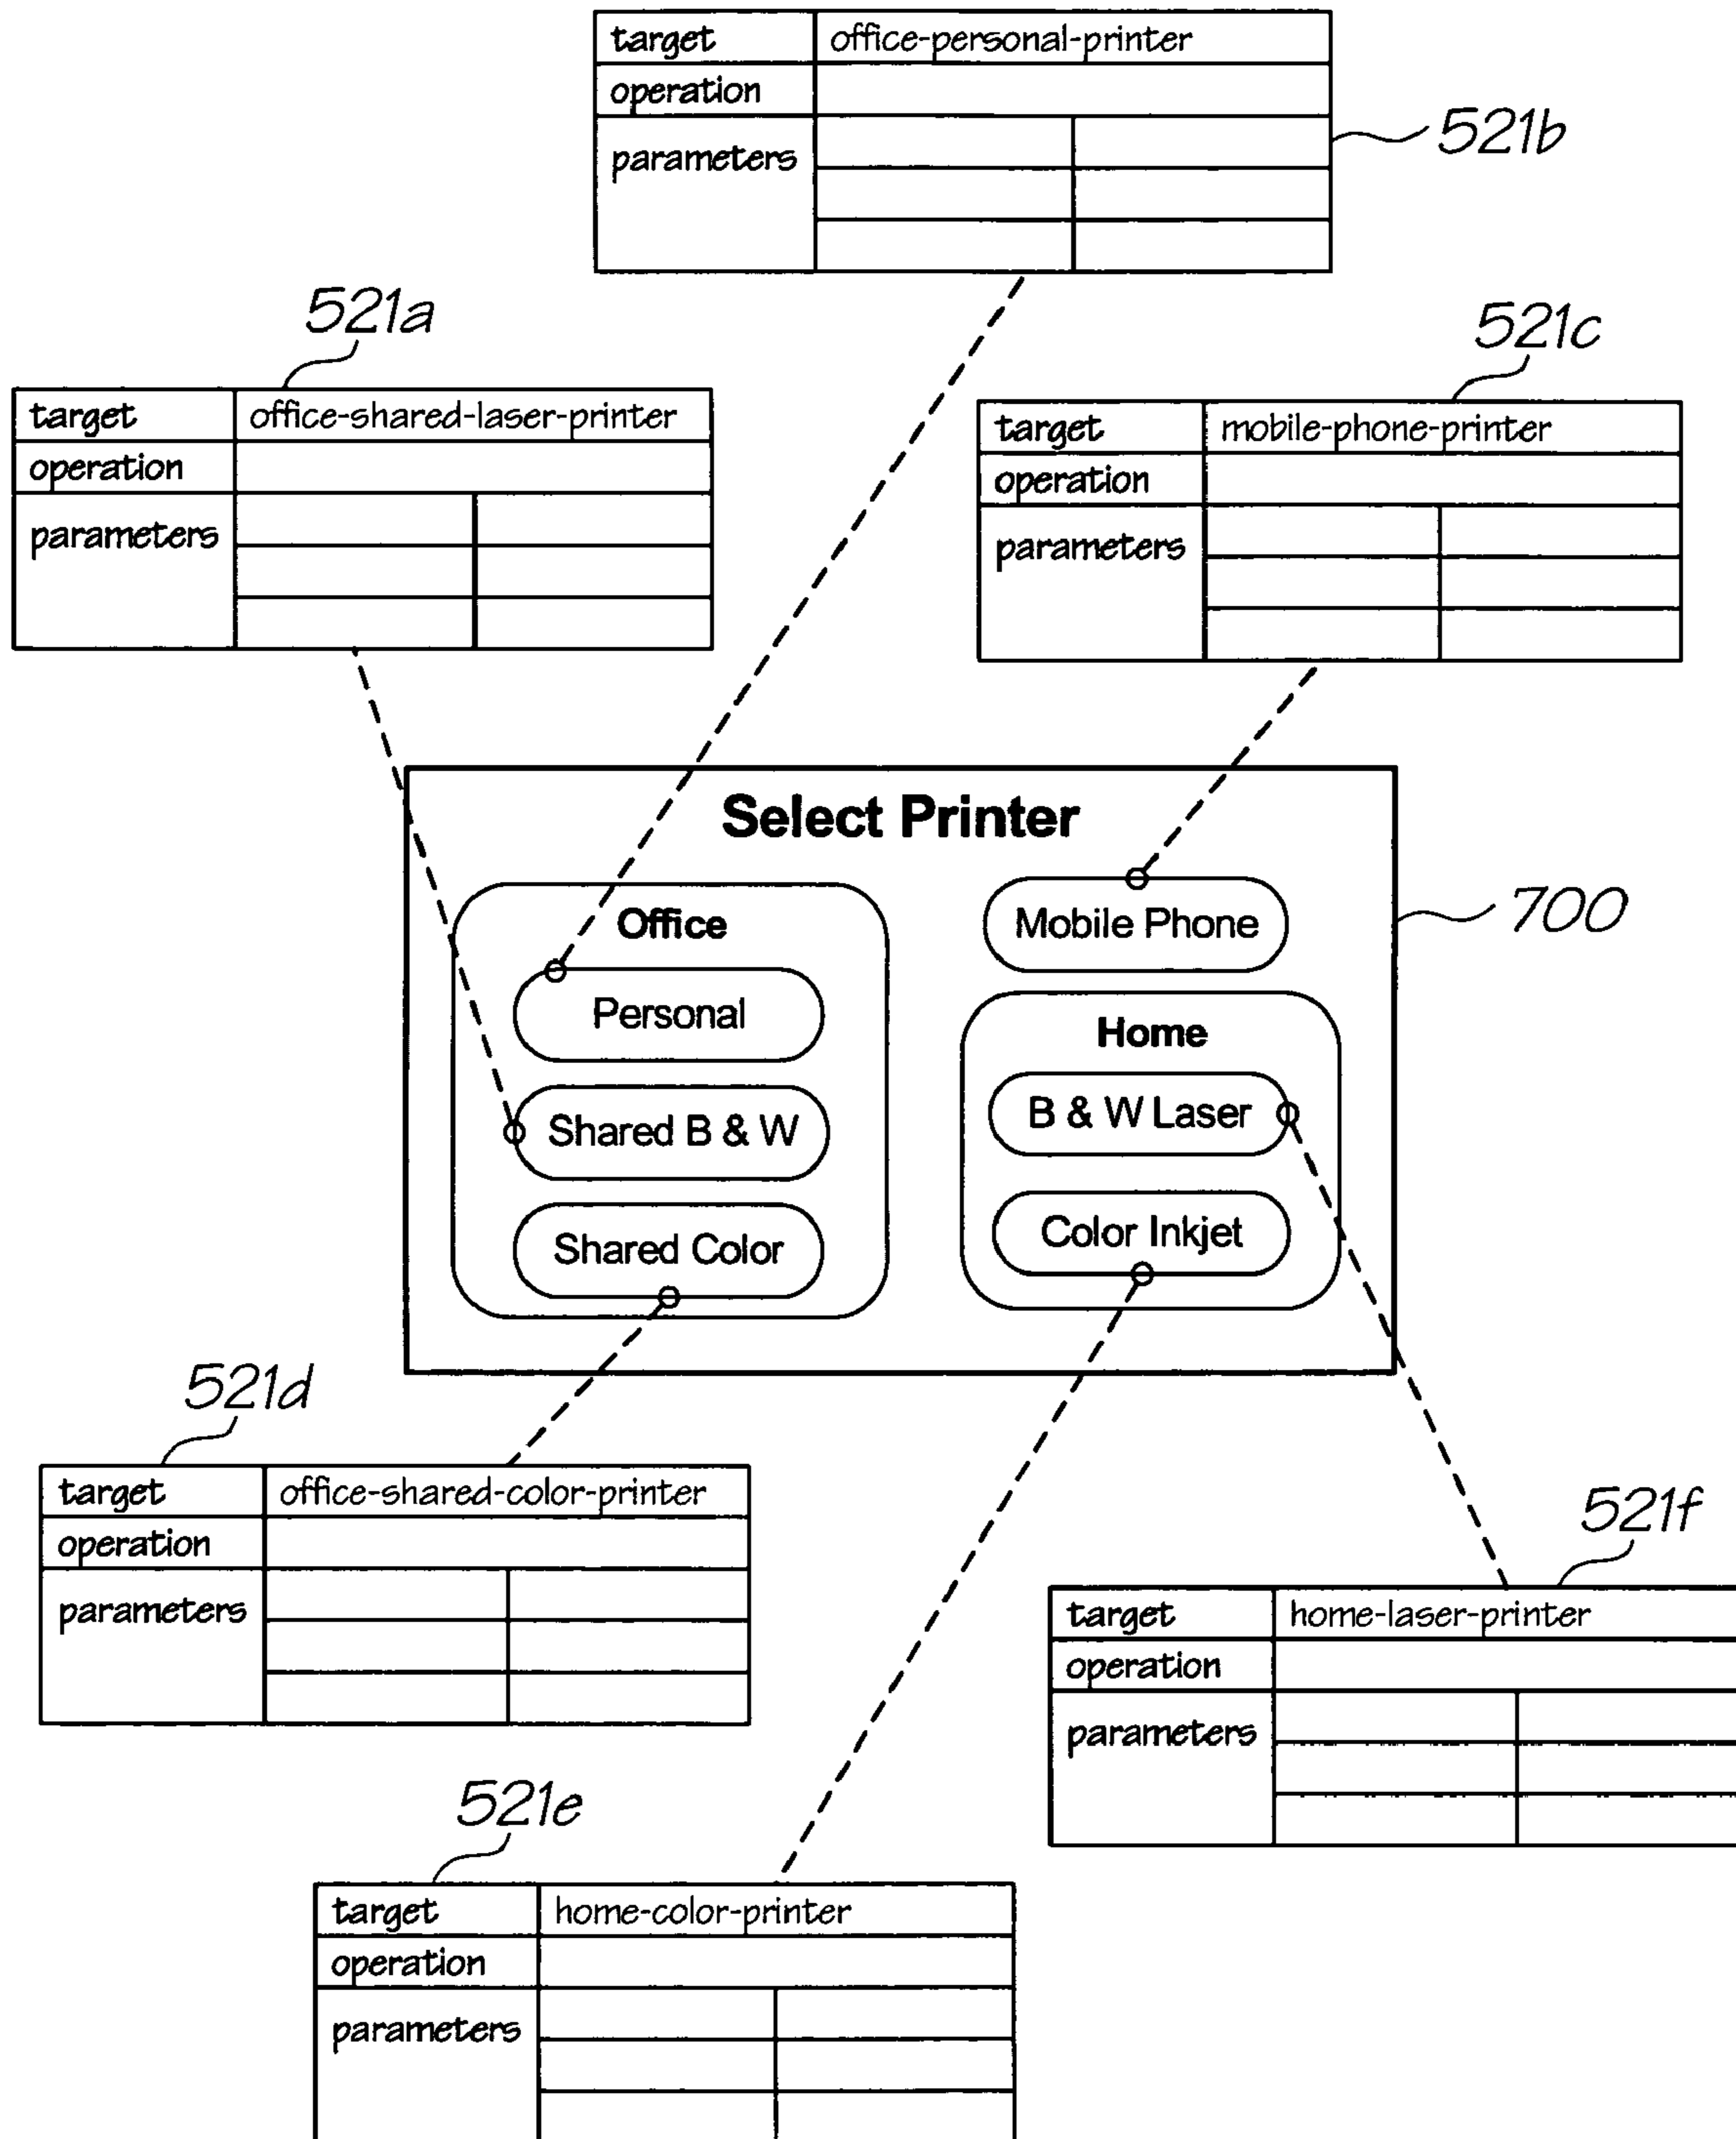 target office-personal-printer
operation
parameters
521b
521a
target office-shared-laser-printer
operation
parameters
521c
target mobile-phone-printer
operation
parameters
Select Printer
700
Office
Personal
Shared B & W
Shared Color
Mobile Phone
Home
B & W Laser
Color Inkjet
521d
target office-shared-color-printer
operation
parameters
521f
target home-laser-printer
operation
parameters
521e
target home-color-printer
operation
parameters